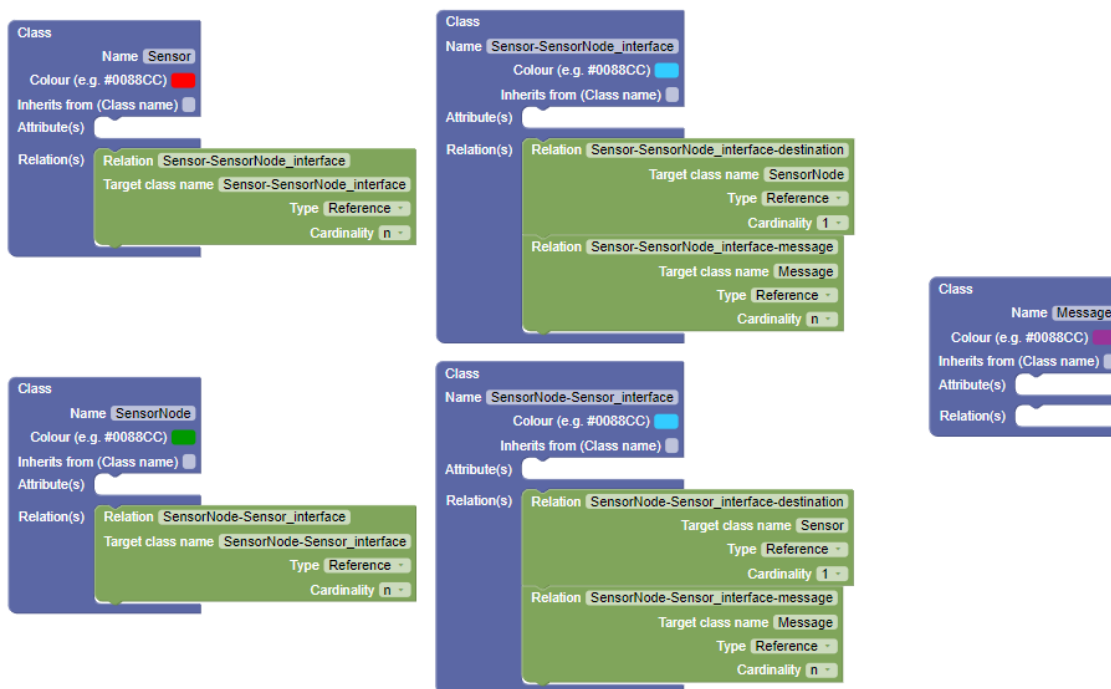 Class
Name Sensor
Colour (e.g. #0088CC)
Inherits from (Class name)
Attribute(s)
Relation(s) Relation Sensor-SensorNode_interface
Target class name Sensor-SensorNode_interface
Type Reference
Cardinality n
Class
Name Sensor-SensorNode_interface
Colour (e.g. #0088CC)
Inherits from (Class name)
Attribute(s)
Relation(s) Relation Sensor-SensorNode_interface-destination
Target class name SensorNode
Type Reference
Cardinality 1
Relation Sensor-SensorNode_interface-message
Target class name Message
Type Reference
Cardinality n
Class
Name Message
Colour (e.g. #0088CC)
Inherits from (Class name)
Attribute(s)
Relation(s)
Class
Name SensorNode
Colour (e.g. #0088CC)
Inherits from (Class name)
Attribute(s)
Relation(s) Relation SensorNode-Sensor_interface
Target class name SensorNode-Sensor_interface
Type Reference
Cardinality n
Class
Name SensorNode-Sensor_interface
Colour (e.g. #0088CC)
Inherits from (Class name)
Attribute(s)
Relation(s) Relation SensorNode-Sensor_interface-destination
Target class name Sensor
Type Reference
Cardinality 1
Relation SensorNode-Sensor_interface-message
Target class name Message
Type Reference
Cardinality n